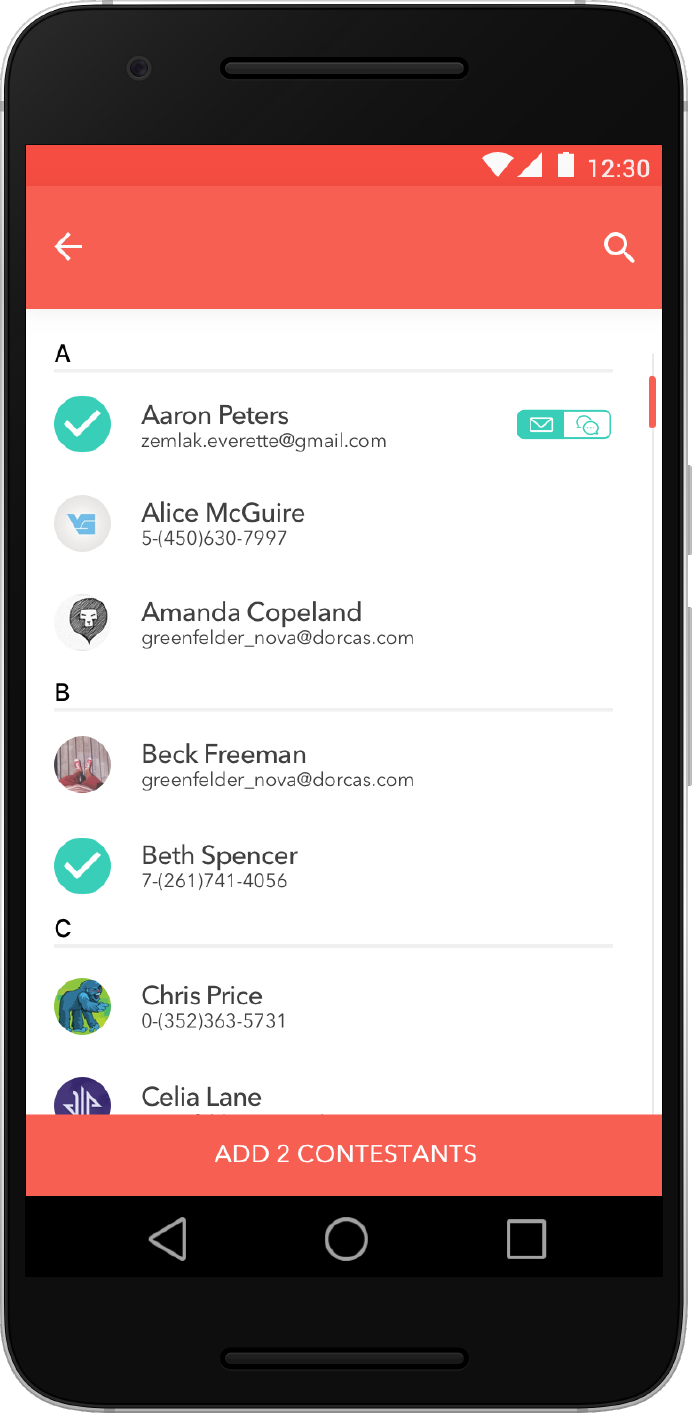 12:30
A
Aaron Peters
zemlak.everette@gmail.com
Alice McGuire
5-(450)630-7997
Amanda Copeland
greenfelder_nova@dorcas.com
B
Beck Freeman
greenfelder_nova@dorcas.com
Beth Spencer
7-(261)741-4056
C
Chris Price
0-(352)363-5731
Celia Lane
ADD 2 CONTESTANTS